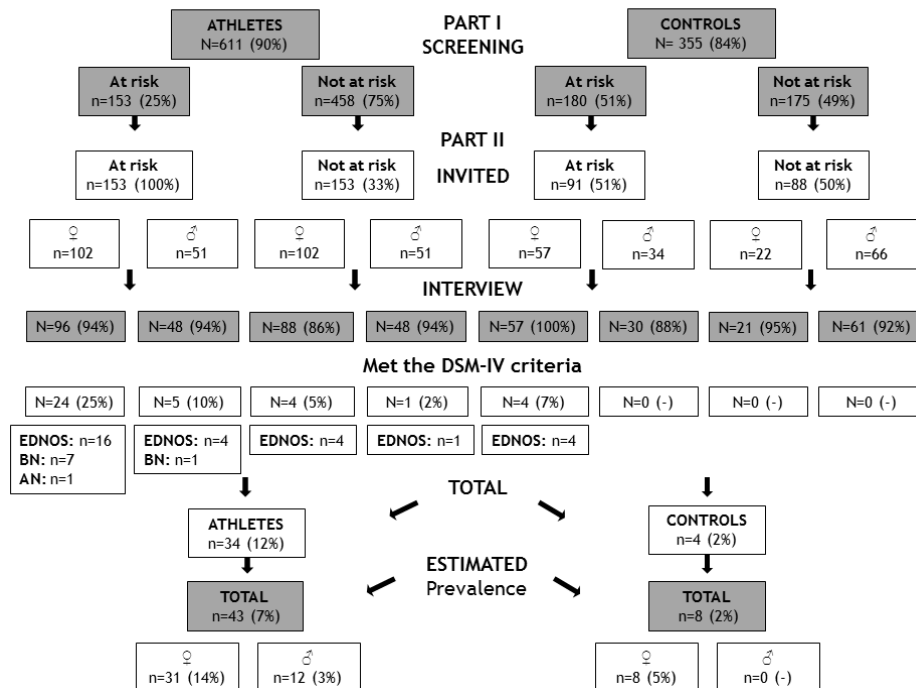 ATHLETES
N=611 (90%)
PART I
SCREENING
CONTROLS
N= 355 (84%)
At risk
n=153 (25%)
Not at risk
n=458 (75%)
At risk
n=180 (51%)
Not at risk
n=175 (49%)
PART II
INVITED
At risk
n=153 (100%)
Not at risk
n=153 (33%)
At risk
n=91 (51%)
Not at risk
n=88 (50%)
♀
n=102
♂
n=51
♀
n=102
♂
n=51
♀
n=57
♂
n=34
♀
n=22
♂
n=66
INTERVIEW
N=96 (94%)
N=48 (94%)
N=88 (86%)
N=48 (94%)
N=57 (100%)
N=30 (88%)
N=21 (95%)
N=61 (92%)
Met the DSM-IV criteria
N=24 (25%)
N=5 (10%)
N=4 (5%)
N=1 (2%)
N=4 (7%)
N=0 (-)
N=0 (-)
N=0 (-)
EDNOS: n=16
BN: n=7
AN: n=1
EDNOS: n=4
BN: n=1
EDNOS: n=4
EDNOS: n=1
EDNOS: n=4
TOTAL
ATHLETES
n=34 (12%)
CONTROLS
n=4 (2%)
ESTIMATED
Prevalence
TOTAL
n=43 (7%)
TOTAL
n=8 (2%)
♀
n=31 (14%)
♂
n=12 (3%)
♀
n=8 (5%)
♂
n=0 (-)